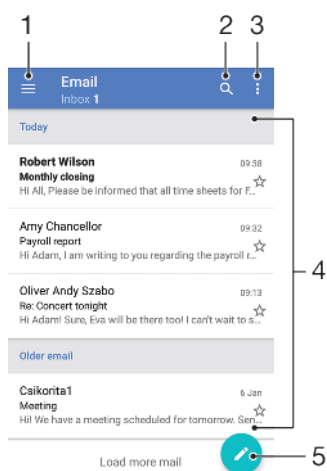 1 2 3
Email
Inbox 1
Today
Robert Wilson 09:38
Monthly closing
Hi All, Please be informed that all time sheets for F...
Amy Chancellor 09:32
Payroll report
Hi Adam, I am writing to you regarding the payroll r...
4
Oliver Andy Szabo 09:13
Re: Concert tonight
Hi Adam! Sure, Eva will be there too! I can't wait to s...
Older email
Csikorita1 6 Jan
Meeting
Hi! We have a meeting scheduled for tomorrow. Sen...
Load more mail 5